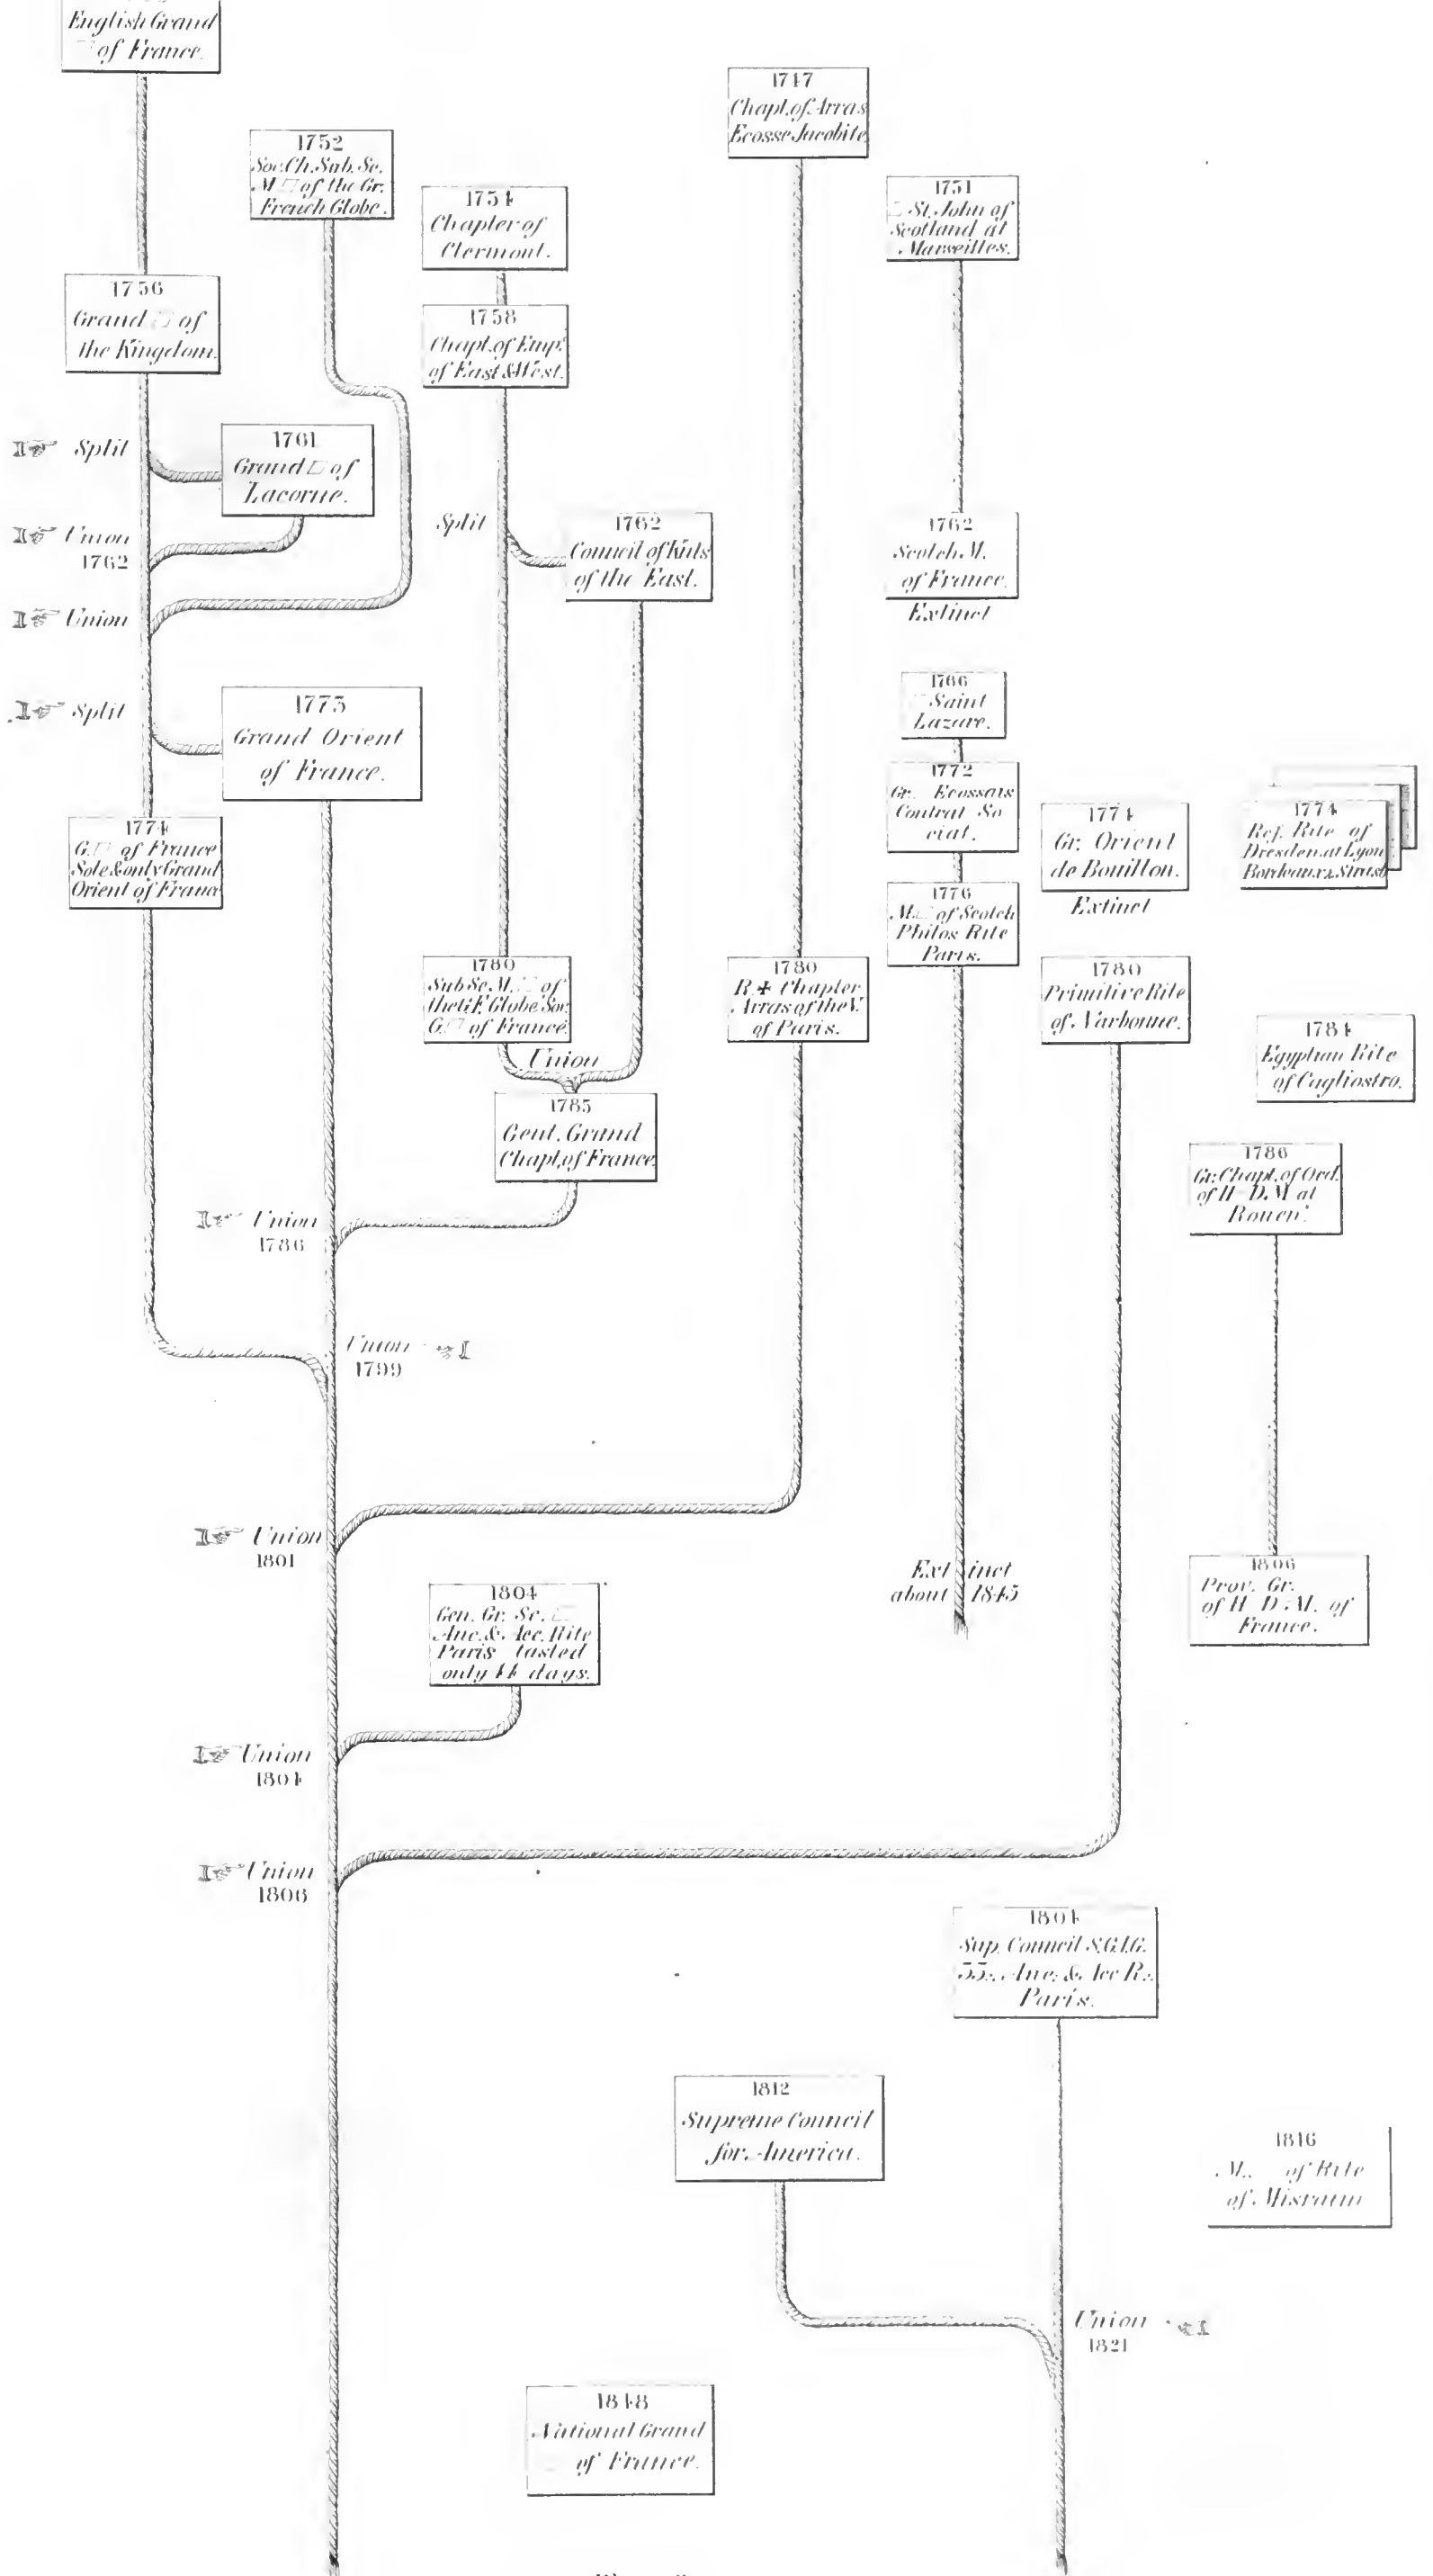 English Grand
□ of France.
1747
Chapt. of Arras
Ecosse Jacobite.
1752
Sov. Ch. Sub. Sc.
M □ of the Gr.
French Globe.
1754
Chapter of
Clermont.
1751
□ St. John of
Scotland at
Marseilles.
1756
Grand □ of
the Kingdom.
1758
Chapt. of Emp.
of East & West.
Split
1761
Grand □ of
Lacorne.
Union
1762
Split
1762
Council of Knts
of the East.
1762
Scotch M.
of France.
Extinct
Union
1766
□ Saint
Lazare.
Split
1773
Grand Orient
of France.
1772
Gr. Ecossais
Contrat So
ciat.
1774
Gr. Orient
de Bouillon.
Extinct
1774
Ref. Rite of
Dresden at Lyon
Bordeaux & Strasb
1774
G. □ of France
Sole & only Grand
Orient of France
1776
M. □ of Scotch
Philos Rite
Paris.
1780
Sub Sc. M. □ of
the G. F. Globe Sov.
G. □ of France.
Union
1780
R ✠ Chapter
Arras of the V.
of Paris.
1780
Primitive Rite
of Narbonne.
1784
Egyptian Rite
of Cagliostro.
1785
Genl. Grand
Chapt. of France.
1786
Gr. Chapt. of Ord.
of H-D.M at
Rouen.
Union
1786
Union
1799
Union
1801
Extinct
about 1845
1806
Prov. Gr.
of H-D.M. of
France.
1804
Gen. Gr. Sc. □
Anc. & Acc. Rite
Paris lasted
only 44 days.
Union
1804
Union
1806
1804
Sup. Council S.G.I.G.
33. Anc. & Acc R.
Paris.
1812
Supreme Council
for America.
1816
M. of Rite
of Misraim
Union
1821
1848
National Grand
of France.